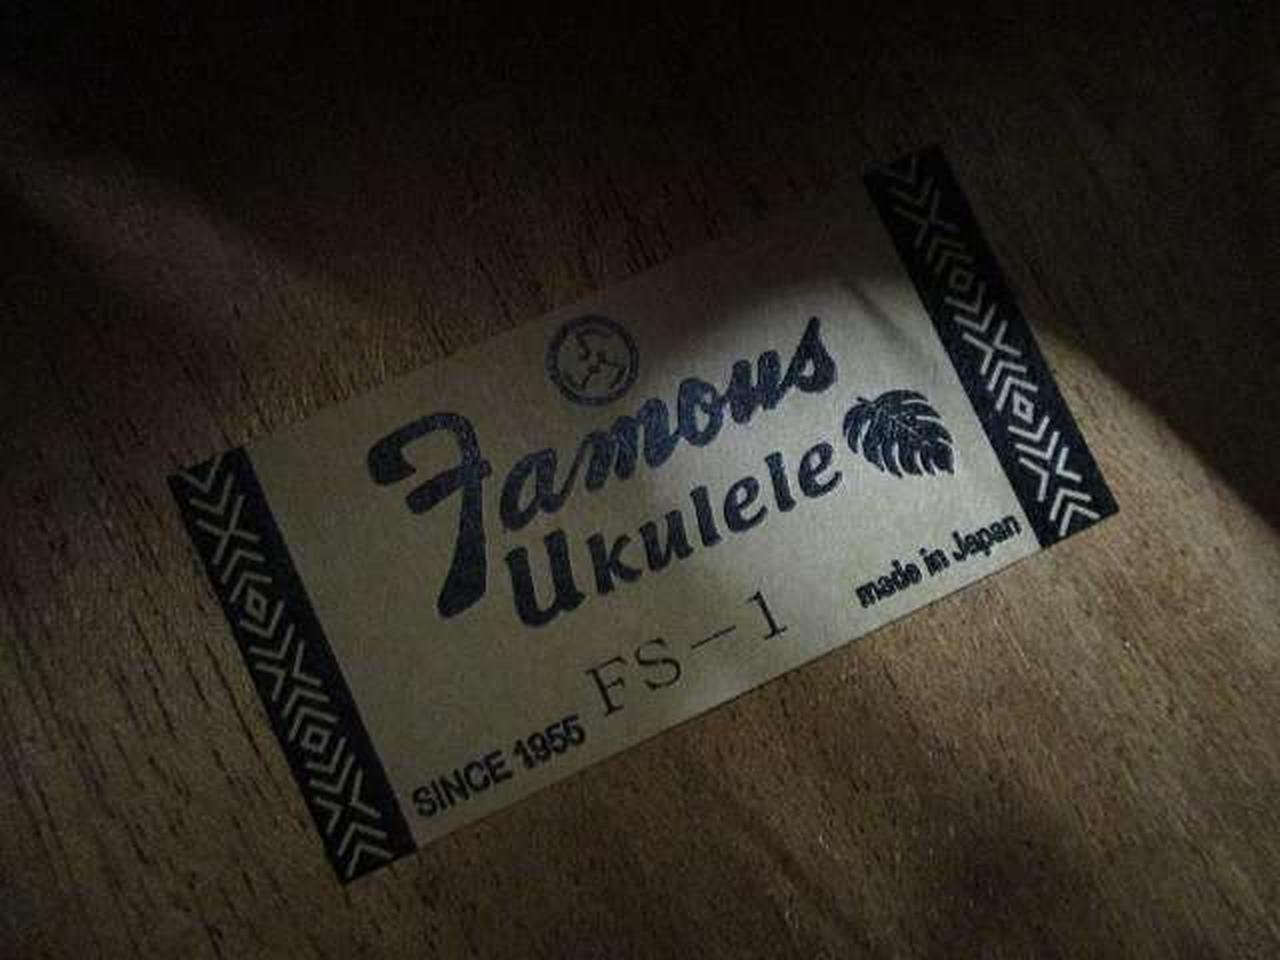 Famous
Ukulele
FS-1
made in Japan
SINCE 1955